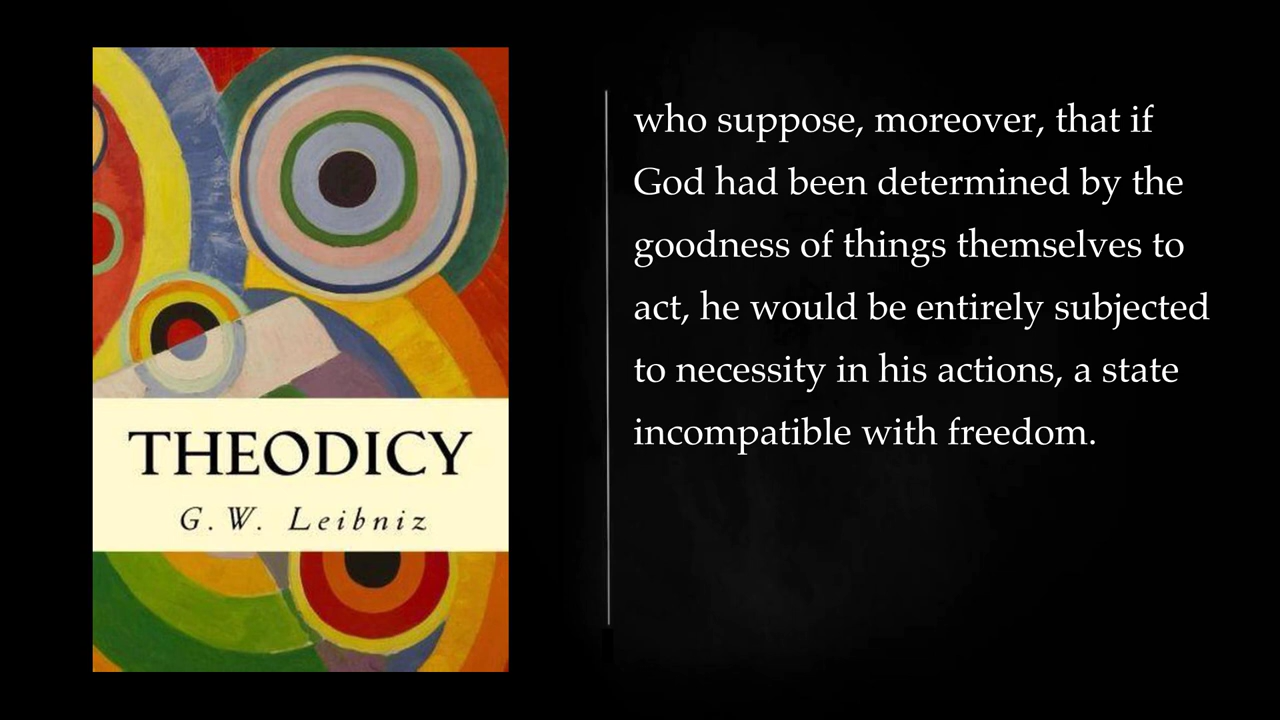 THEODICY
G.W. Leibniz
who suppose, moreover, that if
God had been determined by the
goodness of things themselves to
act, he would be entirely subjected
to necessity in his actions, a state
incompatible with freedom.